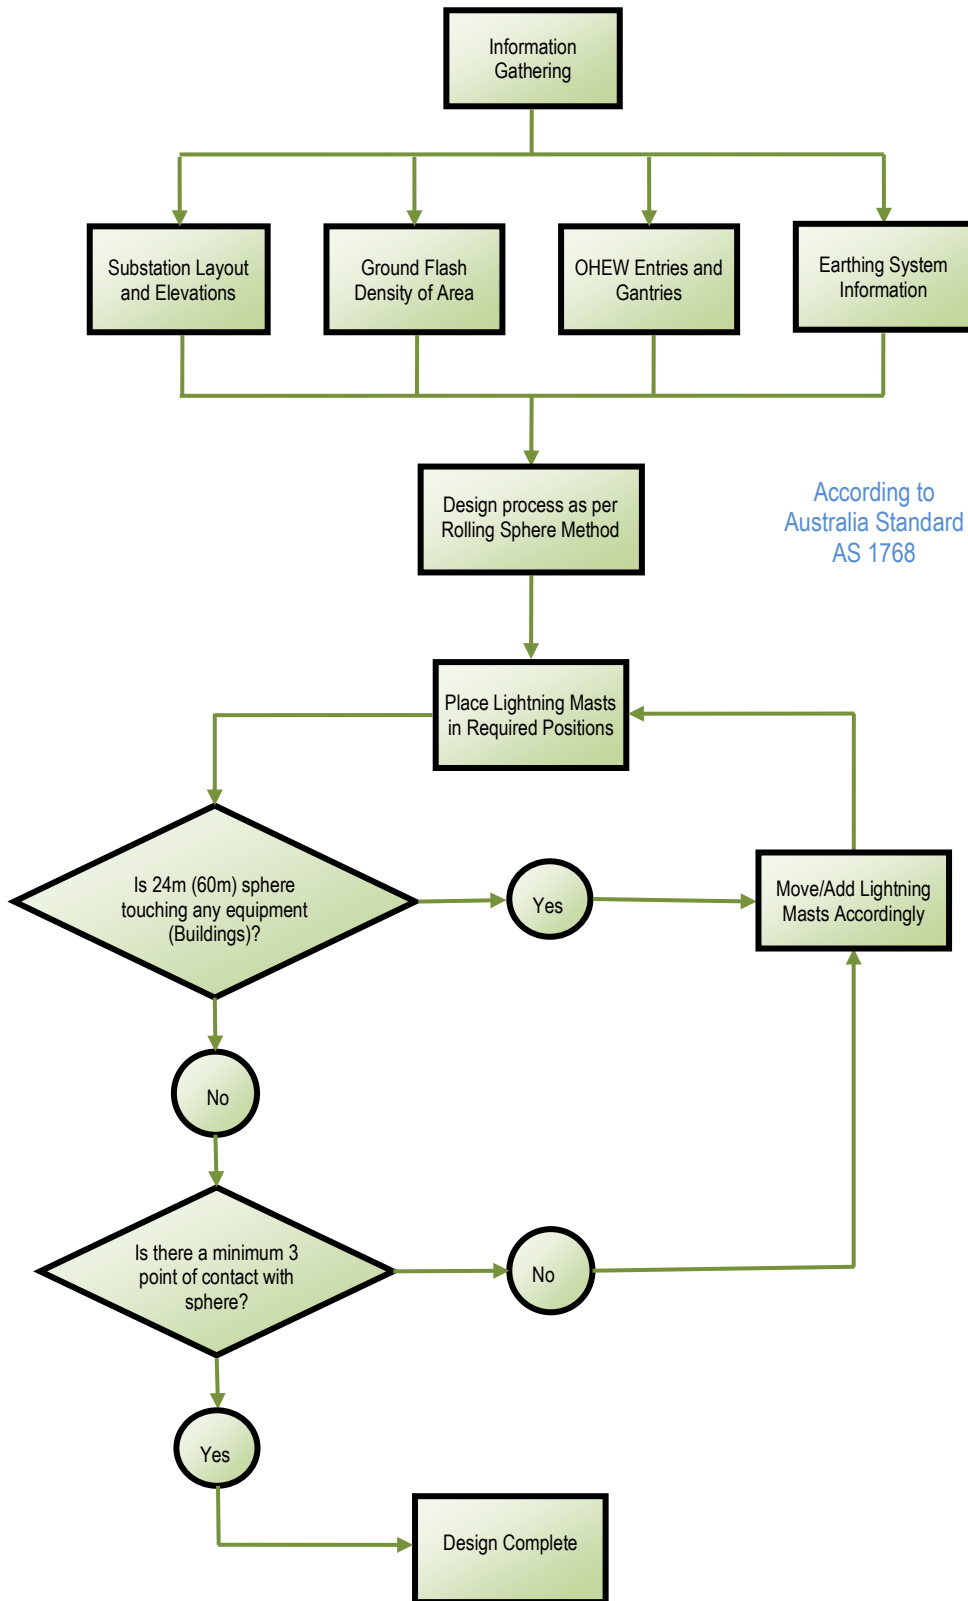 Information
Gathering
Substation Layout
and Elevations
Ground Flash
Density of Area
OHEW Entries and
Gantries
Earthing System
Information
Design process as per
Rolling Sphere Method
According to
Australia Standard
AS 1768
Place Lightning Masts
in Required Positions
Is 24m (60m) sphere
touching any equipment
(Buildings)?
Yes
Move/Add Lightning
Masts Accordingly
No
Is there a minimum 3
point of contact with
sphere?
No
Yes
Design Complete